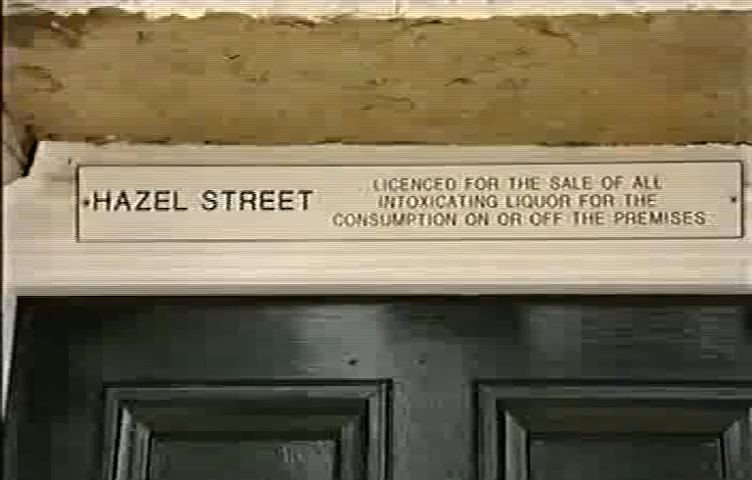 HAZEL STREET
LICENCED FOR THE SALE OF ALL
INTOXICATING LIQUOR FOR THE
CONSUMPTION ON OR OFF THE PREMISES